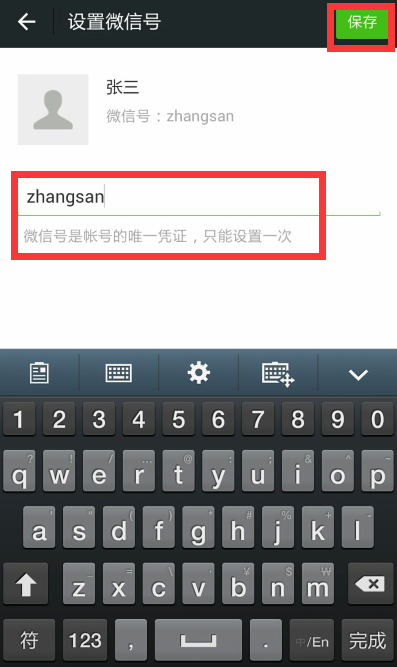 设置微信号
保存
张三
微信号：zhangsan
zhangsan
微信号是帐号的唯一凭证，只能设置一次
1 2 3 4 5 6 7 8 9 0
q w e r t y u i o p
a s d f g h j k l
z x c v b n m
符 123 , . 中/En 完成